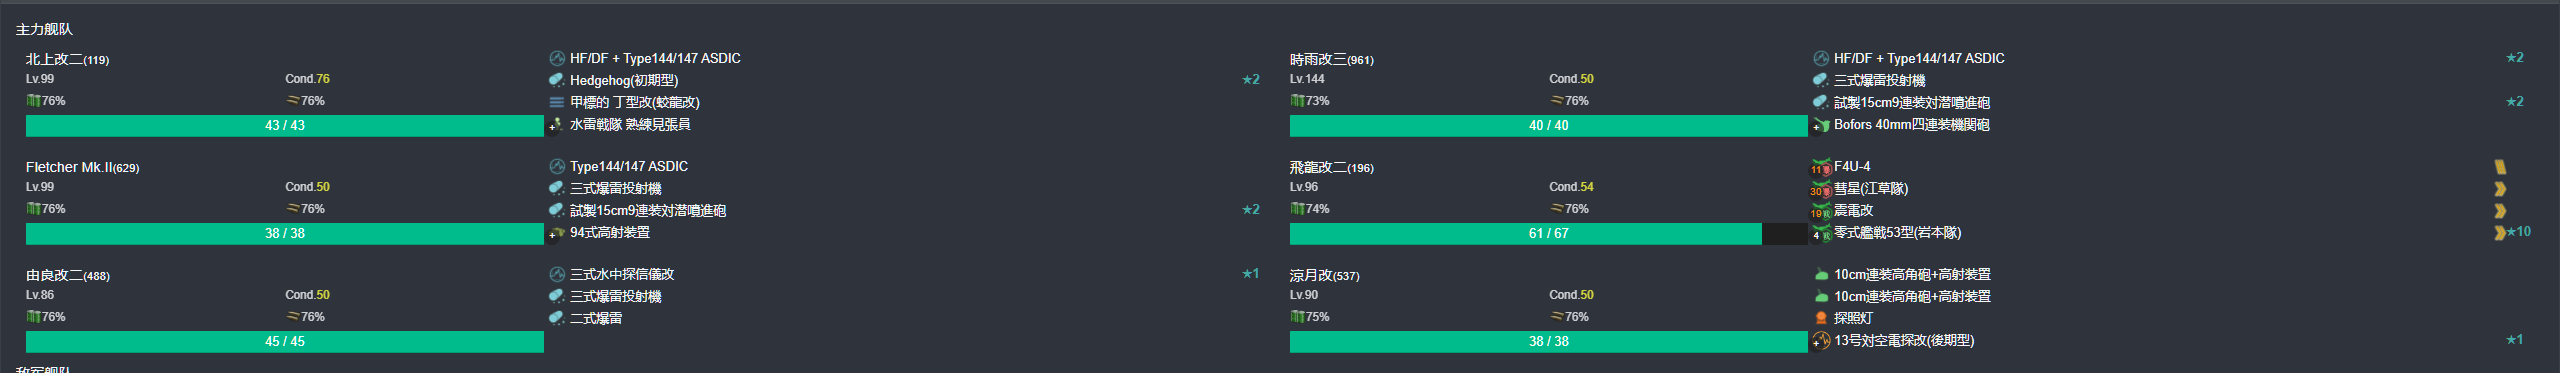 主力舰队
北上改二(119)
Lv.99 Cond.76
76% 76%
43 / 43
HF/DF + Type144/147 ASDIC
Hedgehog(初期型) ★2
甲標的 丁型改(蛟龍改)
水雷戦隊 熟練見張員
時雨改三(961)
Lv.144 Cond.50
73% 76%
40 / 40
HF/DF + Type144/147 ASDIC ★2
三式爆雷投射機
試製15cm9連装対潜噴進砲 ★2
Bofors 40mm四連装機関砲
Fletcher Mk.II(629)
Lv.99 Cond.50
76% 76%
38 / 38
Type144/147 ASDIC
三式爆雷投射機
試製15cm9連装対潜噴進砲 ★2
94式高射装置
飛龍改二(196)
Lv.96 Cond.54
74% 76%
61 / 67
11 F4U-4
30 彗星(江草隊)
19 震電改
4 零式艦戦53型(岩本隊) ★10
由良改二(488)
Lv.86 Cond.50
76% 76%
45 / 45
三式水中探信儀改 ★1
三式爆雷投射機
二式爆雷
涼月改(537)
Lv.90 Cond.50
75% 76%
38 / 38
10cm連装高角砲+高射装置
10cm連装高角砲+高射装置
探照灯
13号対空電探改(後期型) ★1
敌军舰队